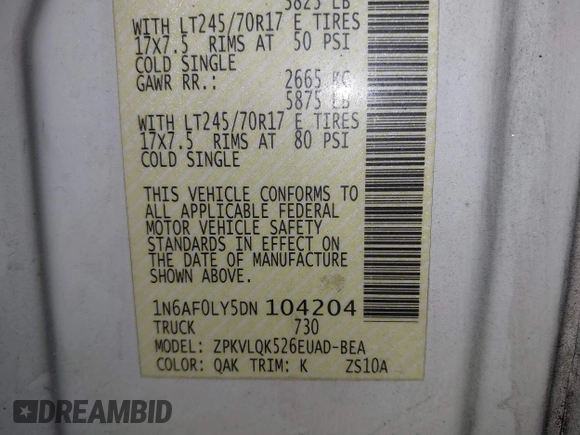 5825 LB
WITH LT245/70R17 E TIRES
17X7.5 RIMS AT 50 PSI
COLD SINGLE
GAWR RR.: 2665 KG
5875 LB
WITH LT245/70R17 E TIRES
17X7.5 RIMS AT 80 PSI
COLD SINGLE
THIS VEHICLE CONFORMS TO
ALL APPLICABLE FEDERAL
MOTOR VEHICLE SAFETY
STANDARDS IN EFFECT ON
THE DATE OF MANUFACTURE
SHOWN ABOVE.
1N6AF0LY5DN 104204
TRUCK 730
MODEL: ZPKVLQK526EUAD-BEA
COLOR: QAK TRIM: K ZS10A
DREAMBID